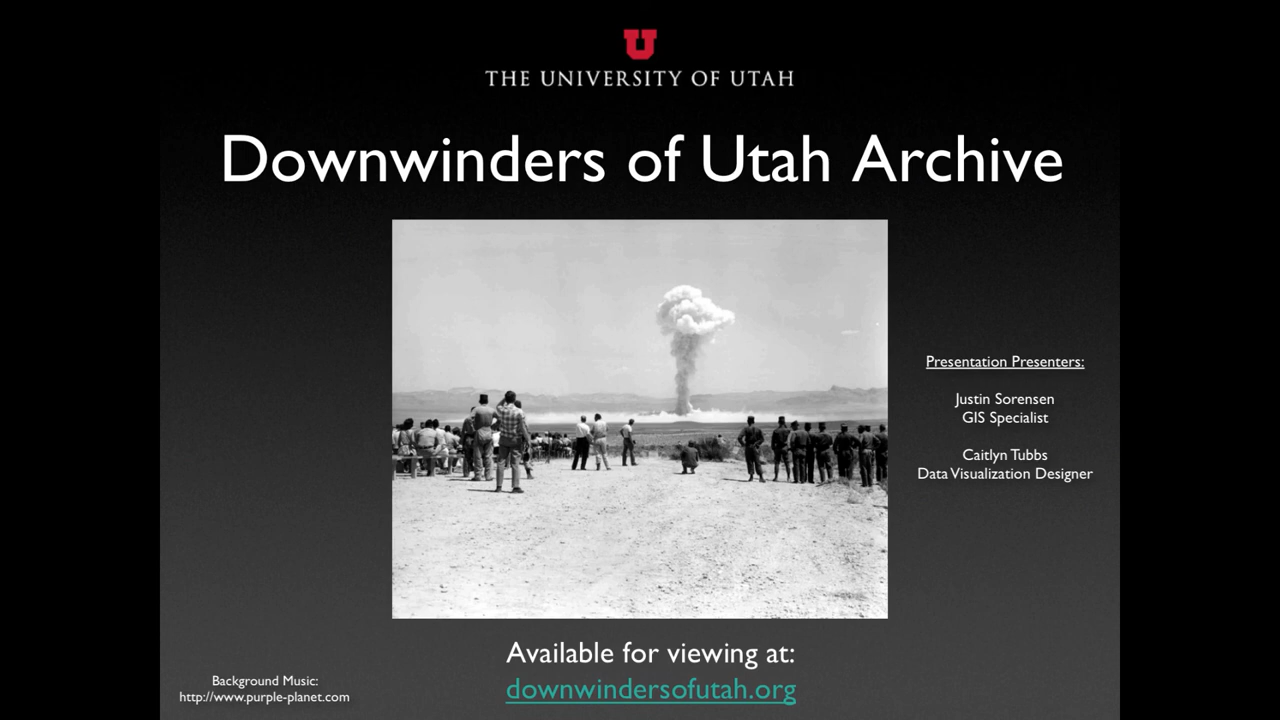 U
THE UNIVERSITY OF UTAH
Downwinders of Utah Archive
Presentation Presenters:
Justin Sorensen
GIS Specialist
Caitlyn Tubbs
Data Visualization Designer
Available for viewing at:
downwindersofutah.org
Background Music:
http://www.purple-planet.com